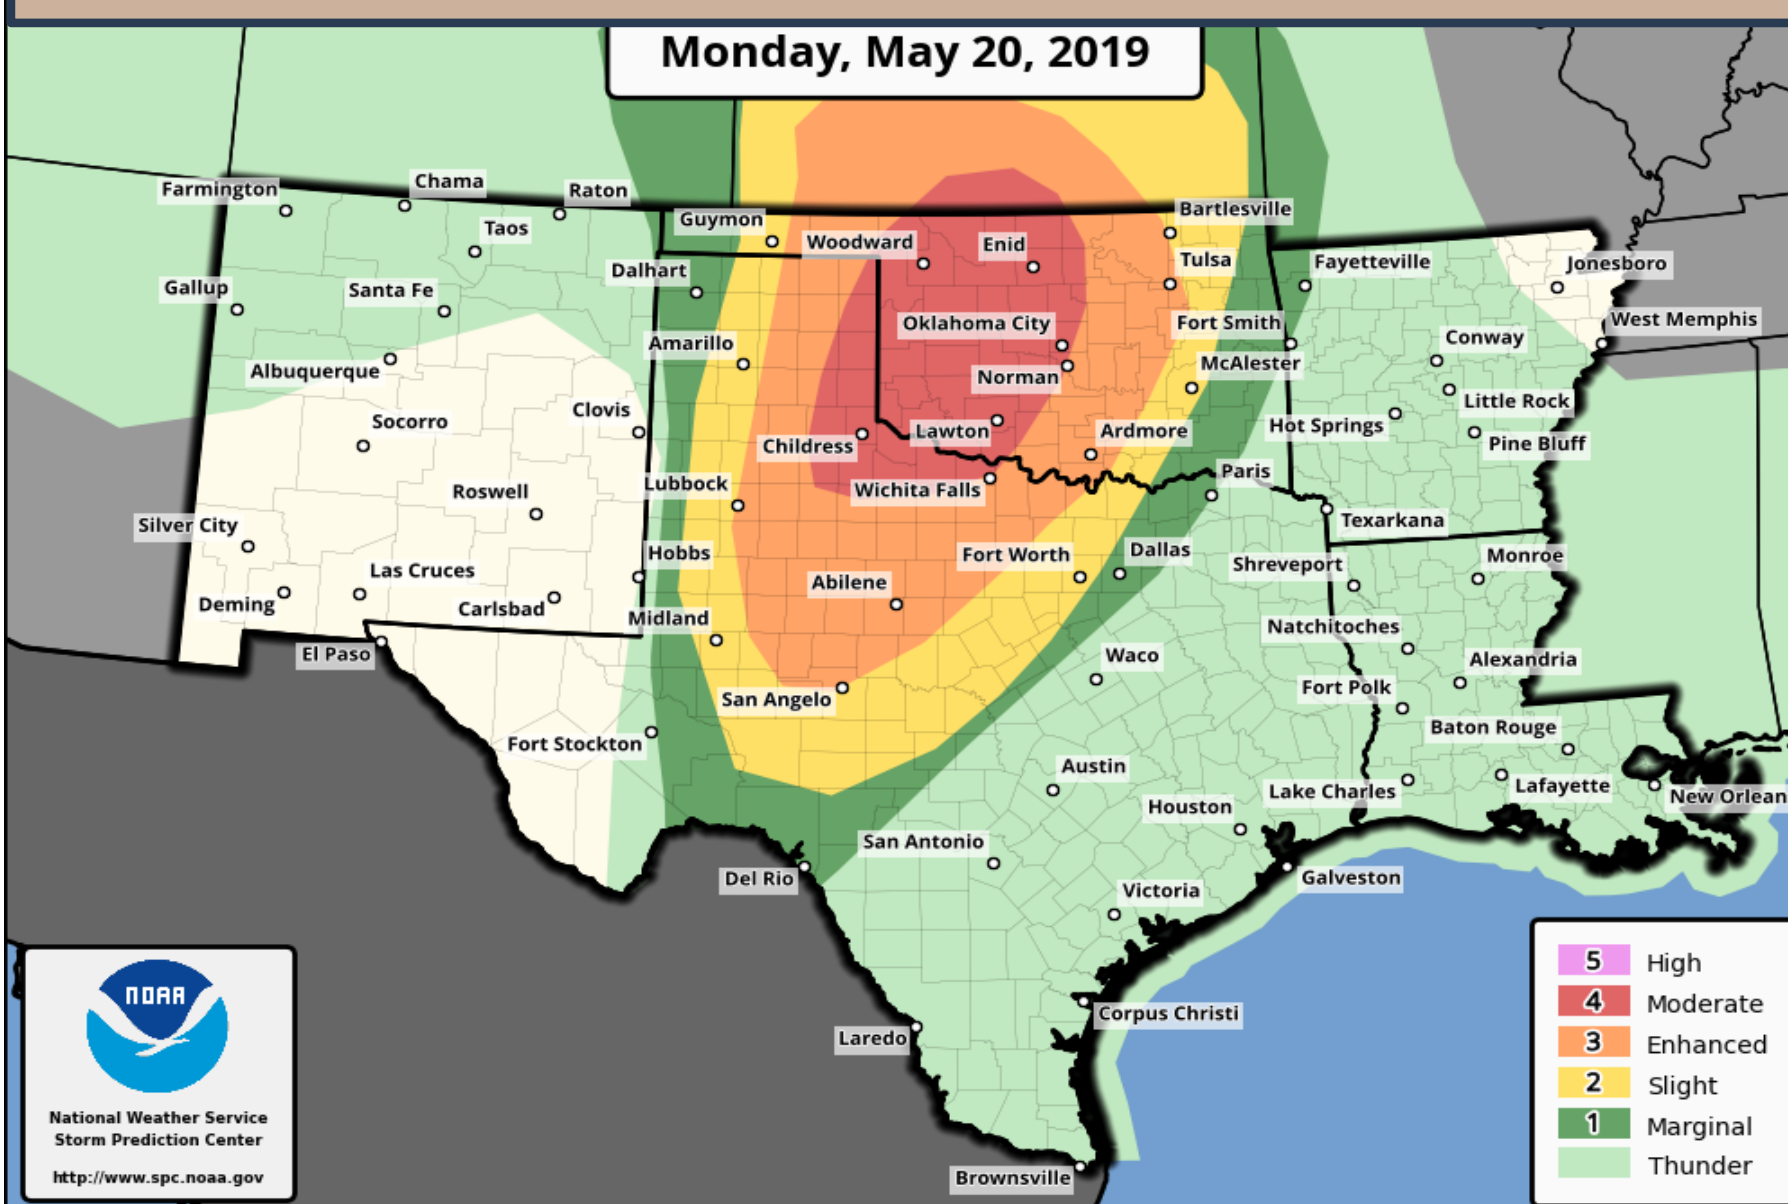 Monday, May 20, 2019
Farmington
Chama
Raton
Taos
Guymon
Woodward
Enid
Bartlesville
Gallup
Santa Fe
Dalhart
Tulsa
Fayetteville
Jonesboro
Albuquerque
Amarillo
Oklahoma City
Fort Smith
West Memphis
Norman
McAlester
Conway
Socorro
Clovis
Childress
Lawton
Ardmore
Hot Springs
Little Rock
Pine Bluff
Roswell
Lubbock
Wichita Falls
Paris
Silver City
Texarkana
Las Cruces
Hobbs
Fort Worth
Dallas
Shreveport
Monroe
Deming
Carlsbad
Midland
Abilene
Natchitoches
El Paso
Waco
Alexandria
San Angelo
Fort Polk
Fort Stockton
Baton Rouge
Austin
Lake Charles
Lafayette
New Orlean
Houston
San Antonio
Del Rio
Galveston
Victoria
Corpus Christi
Laredo
Brownsville
NOAA
National Weather Service
Storm Prediction Center
http://www.spc.noaa.gov
5 High
4 Moderate
3 Enhanced
2 Slight
1 Marginal
Thunder